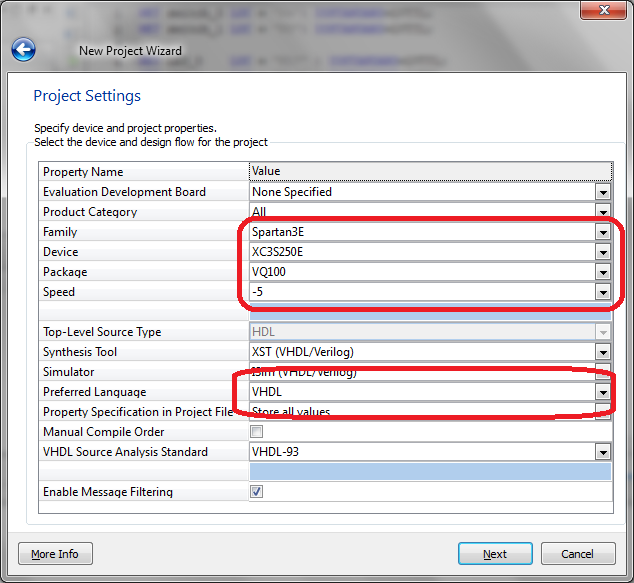 New Project Wizard
Project Settings
Specify device and project properties.
Select the device and design flow for the project
Property Name Value
Evaluation Development Board None Specified
Product Category All
Family Spartan3E
Device XC3S250E
Package VQ100
Speed -5
Top-Level Source Type HDL
Synthesis Tool XST (VHDL/Verilog)
Simulator ISim (VHDL/Verilog)
Preferred Language VHDL
Property Specification in Project File Store all values
Manual Compile Order
VHDL Source Analysis Standard VHDL-93
Enable Message Filtering
More Info Next Cancel